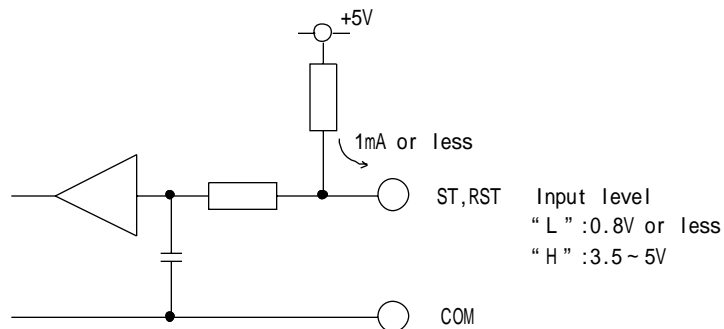 +5V
1mA or less
ST,RST Input level
“L”:0.8V or less
“H”:3.5~5V
COM